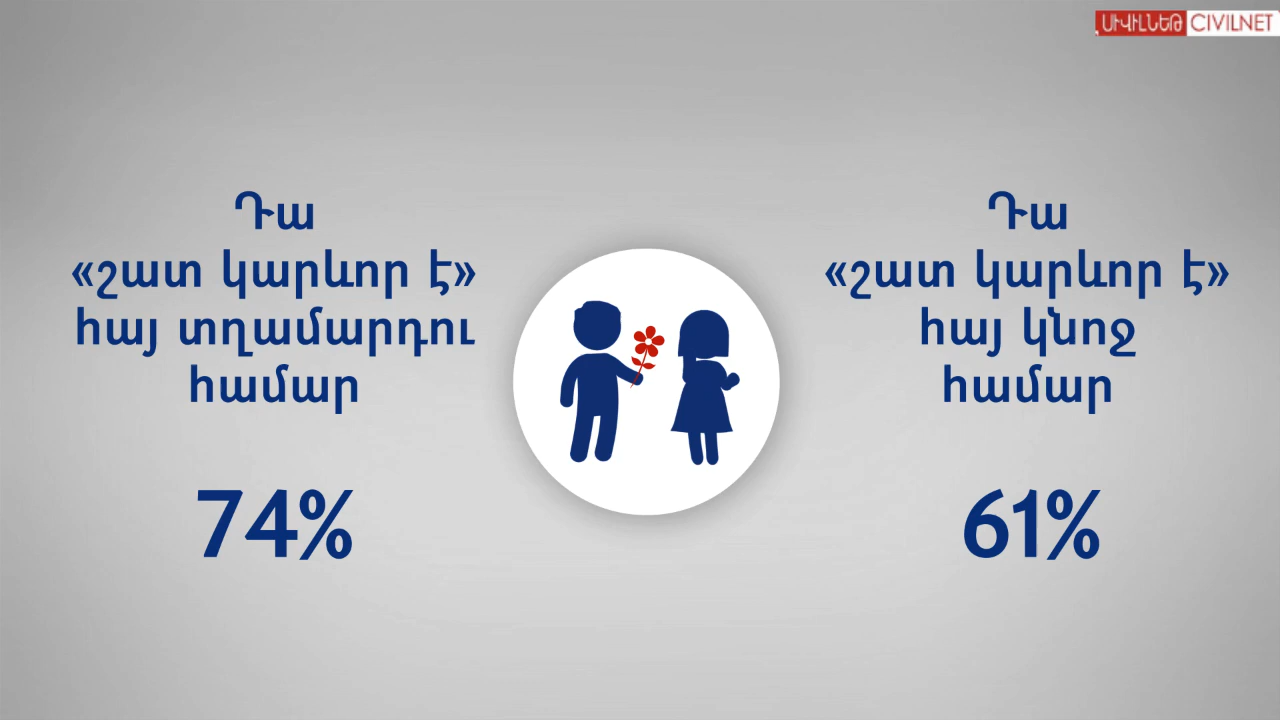 ՍԻՎԻԼՆԵԹ CIVILNET
Դա
«շատ կարևոր է»
հայ տղամարդու
համար
74%
Դա
«շատ կարևոր է»
հայ կնոջ
համար
61%